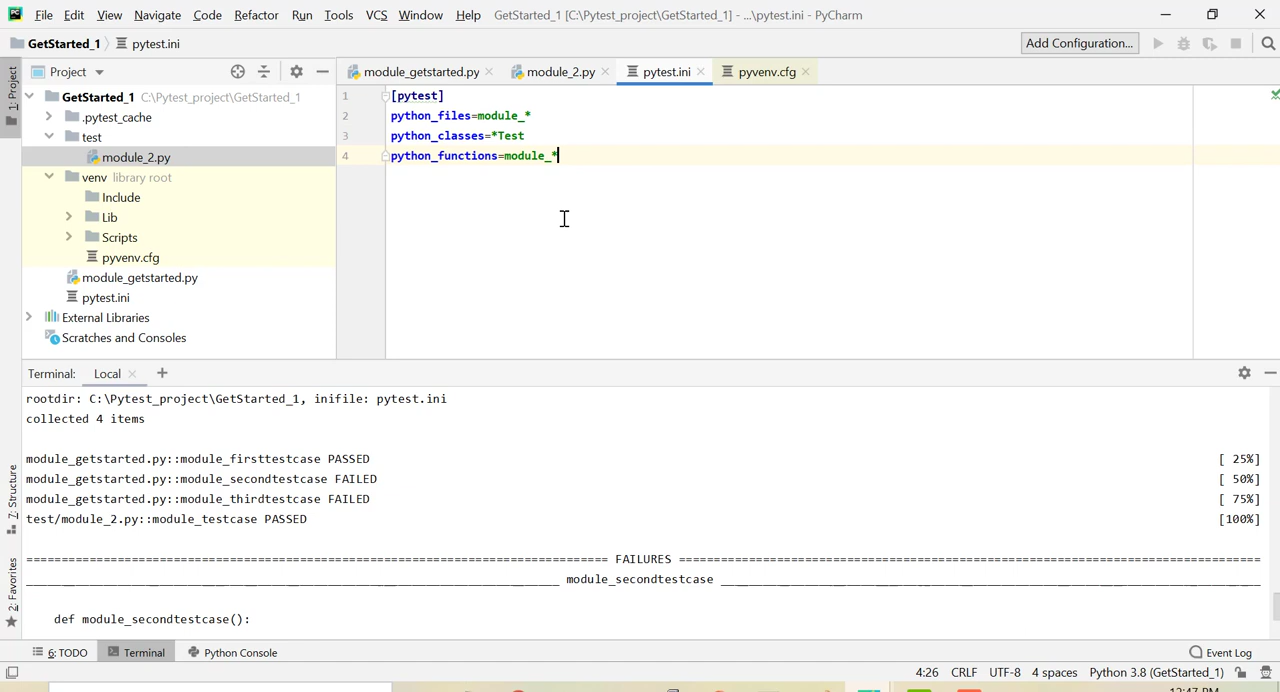 File Edit View Navigate Code Refactor Run Tools VCS Window Help GetStarted_1 [C:\Pytest_project\GetStarted_1] - ...\pytest.ini - PyCharm
GetStarted_1 pytest.ini Add Configuration...
1: Project
Project
module_getstarted.py module_2.py pytest.ini pyvenv.cfg
GetStarted_1 C:\Pytest_project\GetStarted_1
.pytest_cache
test
module_2.py
venv library root
Include
Lib
Scripts
pyvenv.cfg
module_getstarted.py
pytest.ini
External Libraries
Scratches and Consoles
1 [pytest]
2 python_files=module_*
3 python_classes=*Test
4 python_functions=module_*
Terminal: Local
rootdir: C:\Pytest_project\GetStarted_1, inifile: pytest.ini
collected 4 items
module_getstarted.py::module_firsttestcase PASSED [ 25%]
module_getstarted.py::module_secondtestcase FAILED [ 50%]
module_getstarted.py::module_thirdtestcase FAILED [ 75%]
test/module_2.py::module_testcase PASSED [100%]
FAILURES
module_secondtestcase
def module_secondtestcase():
7: Structure
2: Favorites
6: TODO Terminal Python Console Event Log
4:26 CRLF UTF-8 4 spaces Python 3.8 (GetStarted_1)